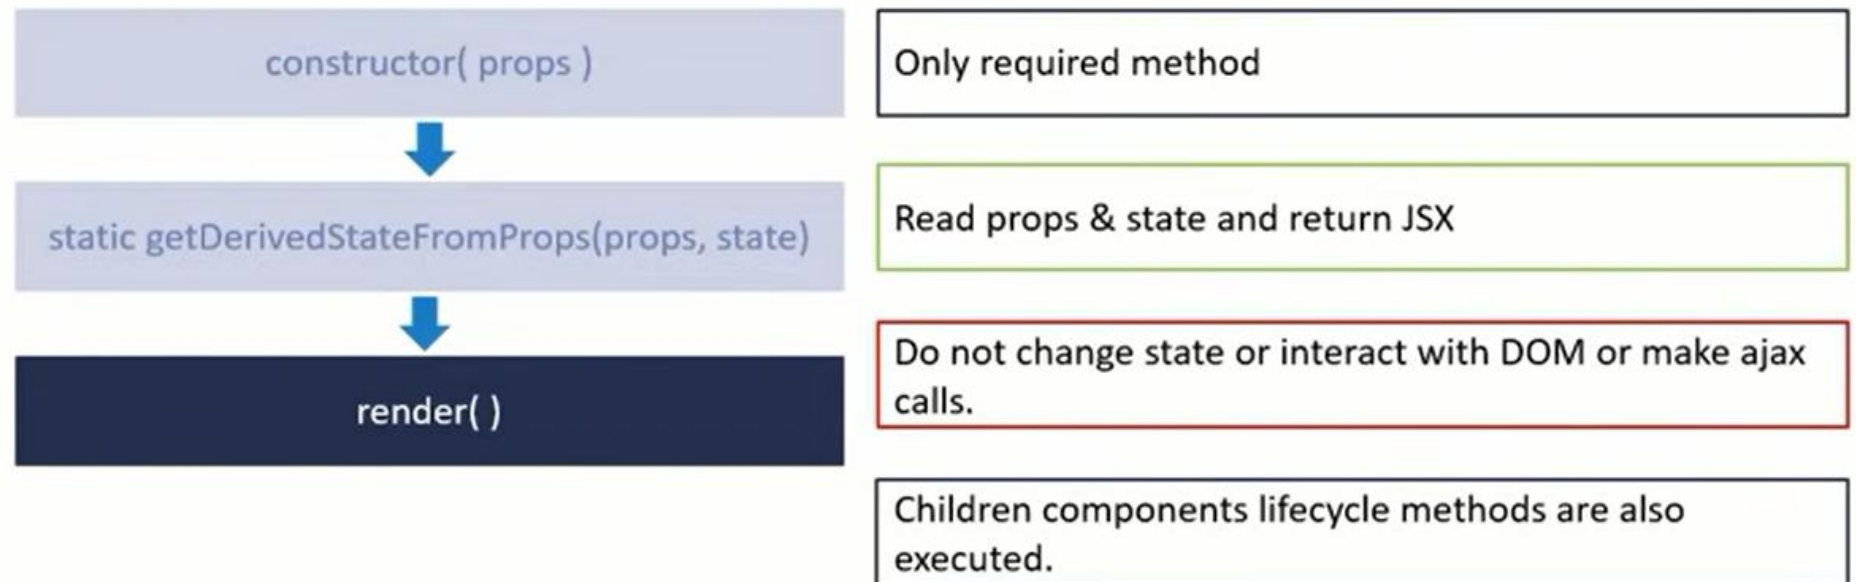 constructor( props )
static getDerivedStateFromProps(props, state)
render( )
Only required method
Read props & state and return JSX
Do not change state or interact with DOM or make ajax
calls.
Children components lifecycle methods are also
executed.